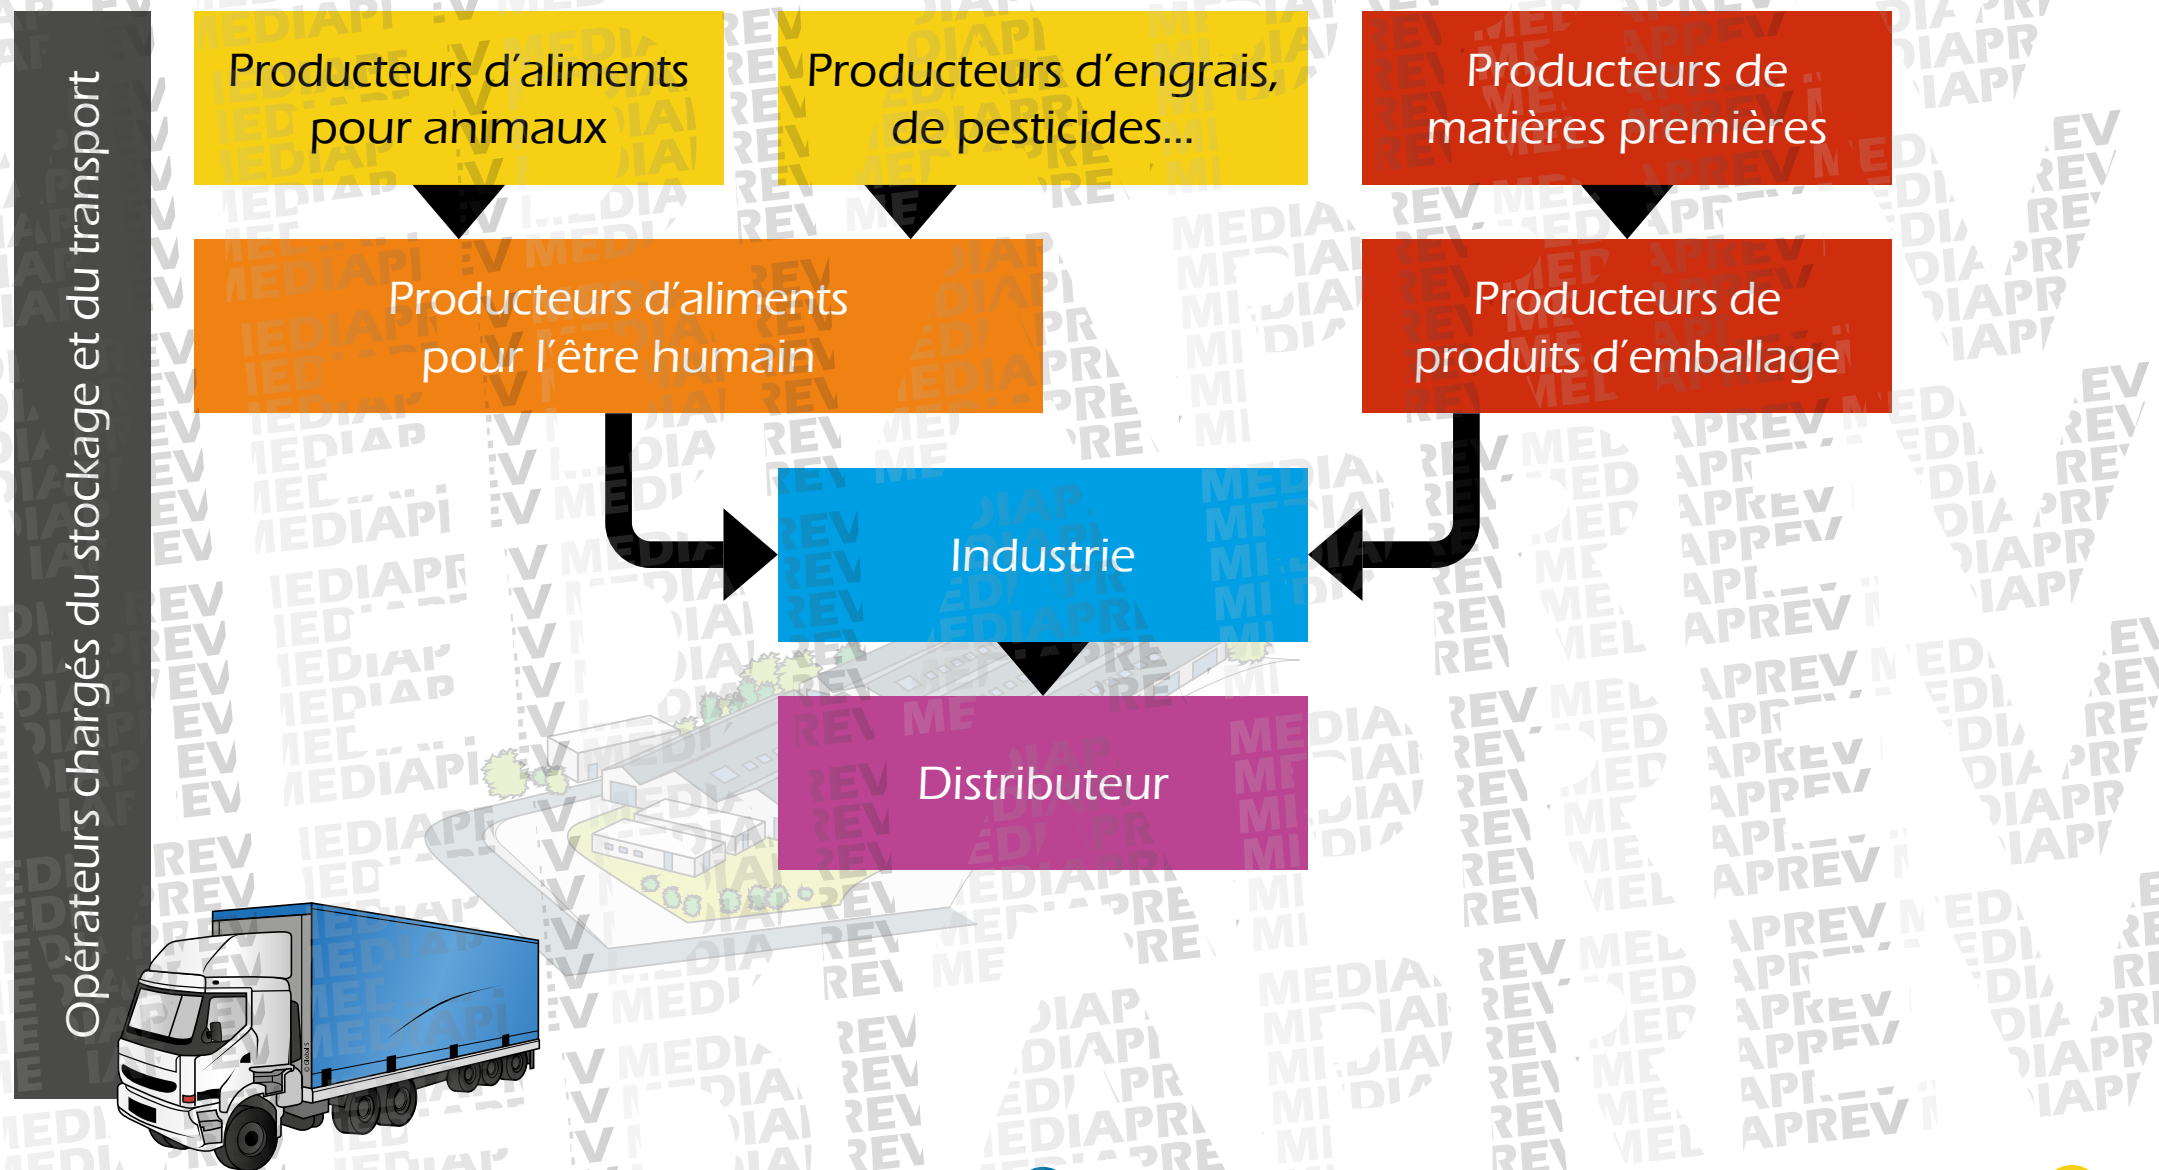 Opérateurs chargés du stockage et du transport
Producteurs d'aliments
pour animaux
Producteurs d'engrais,
de pesticides...
Producteurs de
matières premières
Producteurs d'aliments
pour l'être humain
Producteurs de
produits d'emballage
Industrie
Distributeur